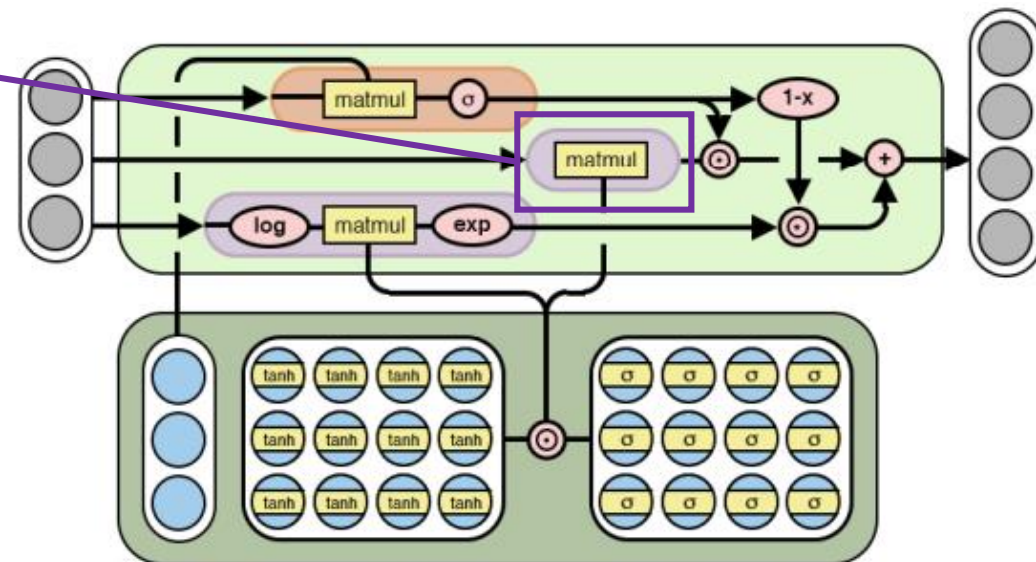 matmul σ 1-x
matmul ⊙ +
log matmul exp ⊙
tanh tanh tanh tanh σ σ σ σ
tanh tanh tanh tanh ⊙ σ σ σ σ
tanh tanh tanh tanh σ σ σ σ